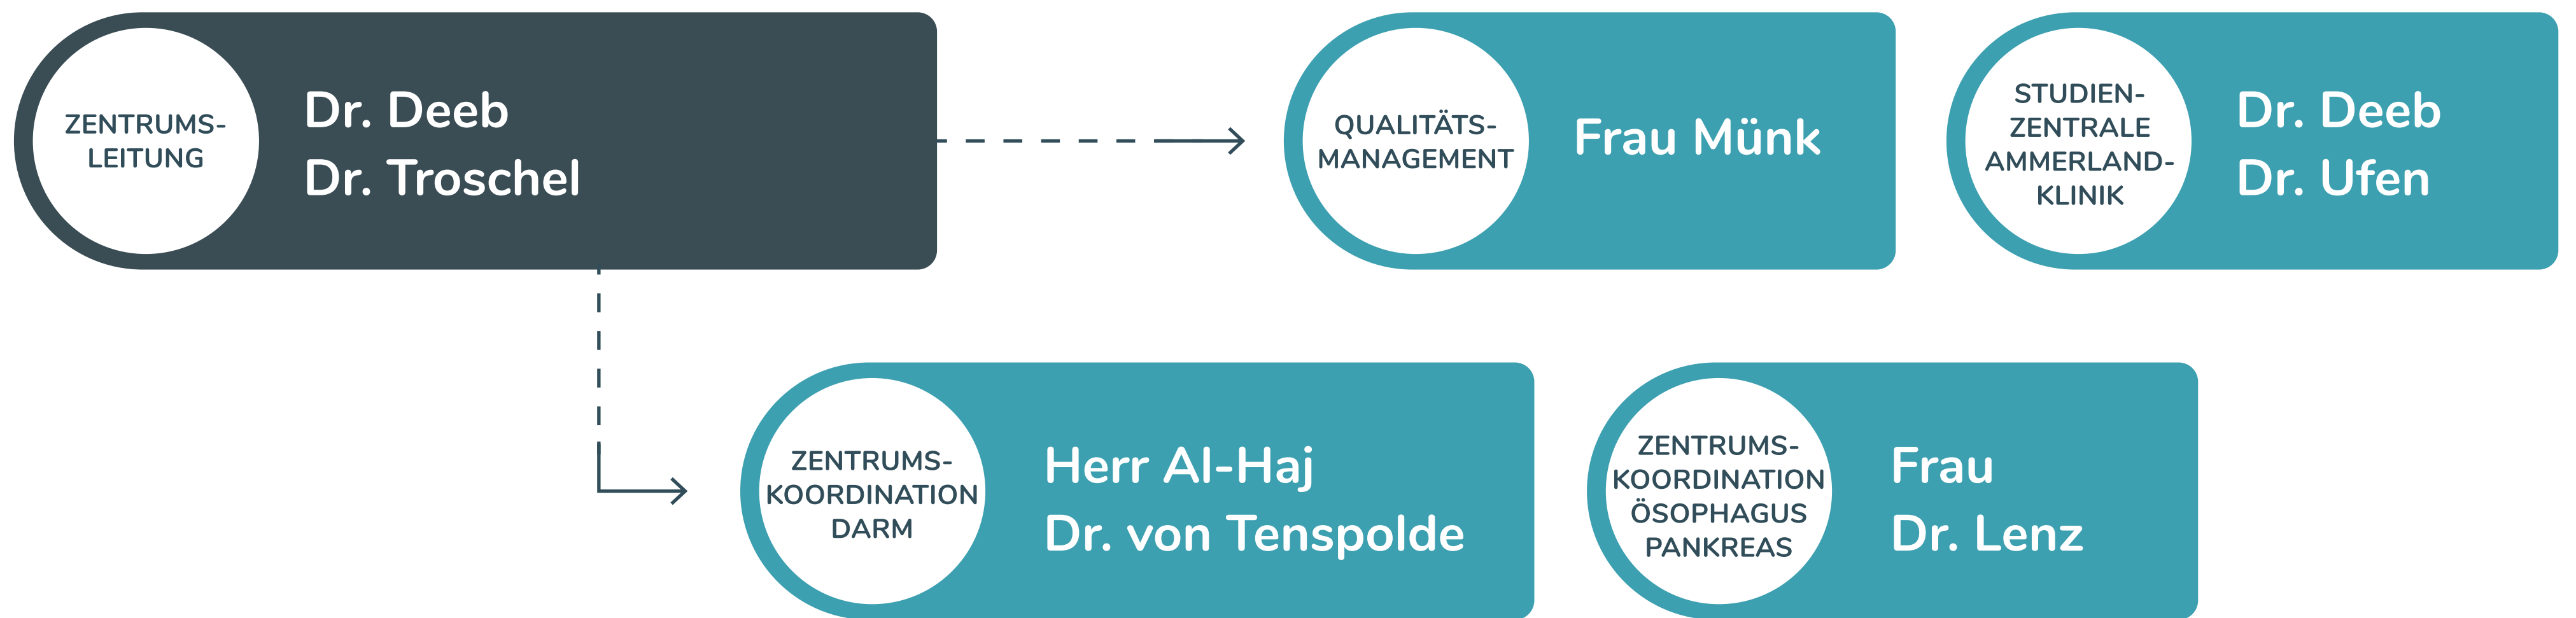 ZENTRUMS-
LEITUNG
Dr. Deeb
Dr. Troschel
QUALITÄTS-
MANAGEMENT
Frau Münk
STUDIEN-
ZENTRALE
AMMERLAND-
KLINIK
Dr. Deeb
Dr. Ufen
ZENTRUMS-
KOORDINATION
DARM
Herr Al-Haj
Dr. von Tenspolde
ZENTRUMS-
KOORDINATION
ÖSOPHAGUS
PANKREAS
Frau
Dr. Lenz